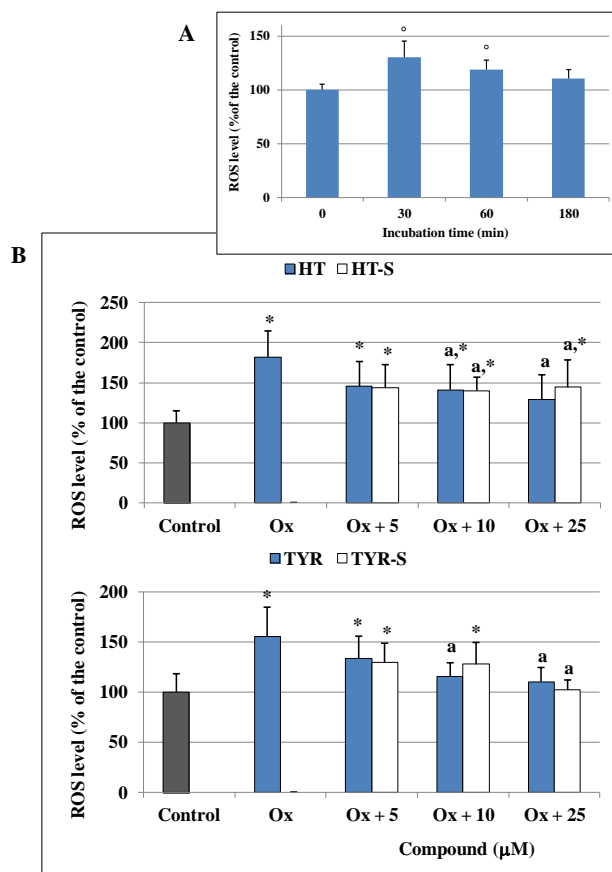 A
ROS level (%of the control)
150
100
50
0
°
°
0 30 60 180
Incubation time (min)
B
HT HT-S
ROS level (% of the control)
250
200
150
100
50
0
* * * a,* a,* a a,*
Control Ox Ox + 5 Ox + 10 Ox + 25
TYR TYR-S
ROS level (% of the control)
200
150
100
50
0
* * * a * a a
Control Ox Ox + 5 Ox + 10 Ox + 25
Compound (μM)